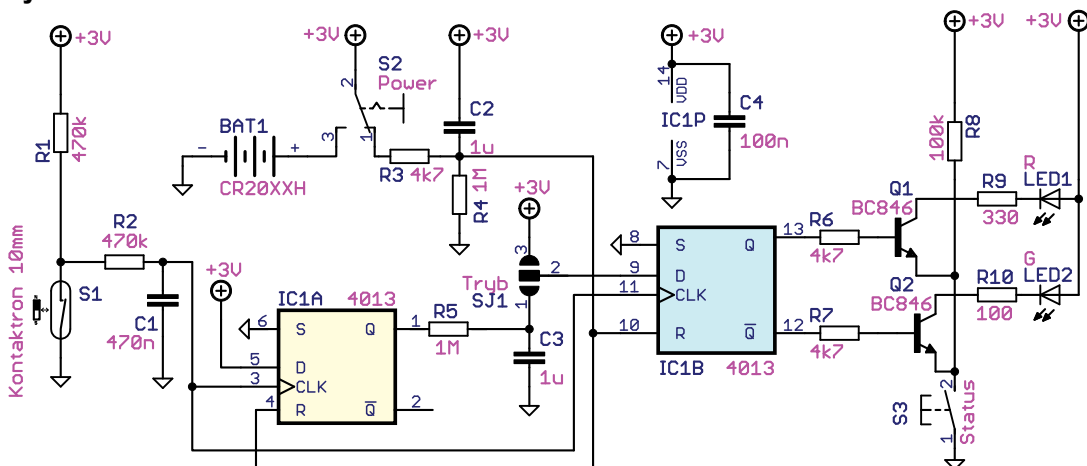 +3V
R1
470k
Kontaktron 10mm
S1
R2
470k
C1
470n
BAT1
-
+
CR20XXH
+3V
S2
Power
2
3
1
R3
4k7
+3V
C2
1u
R4
1M
+3V
IC1A
4013
6
S
5
D
3
CLK
4
R
Q
1
Q
2
R5
1M
+3V
3
2
Tryb
SJ1
1
C3
1u
+3V
14
VDD
IC1P
7
VSS
C4
100n
8
S
9
D
11
CLK
10
R
Q
13
Q
12
IC1B
4013
R6
4k7
R7
4k7
Q1
BC846
Q2
BC846
+3V
R8
100k
+3V
R9
330
R
LED1
R10
100
G
LED2
S3
2
1
Status